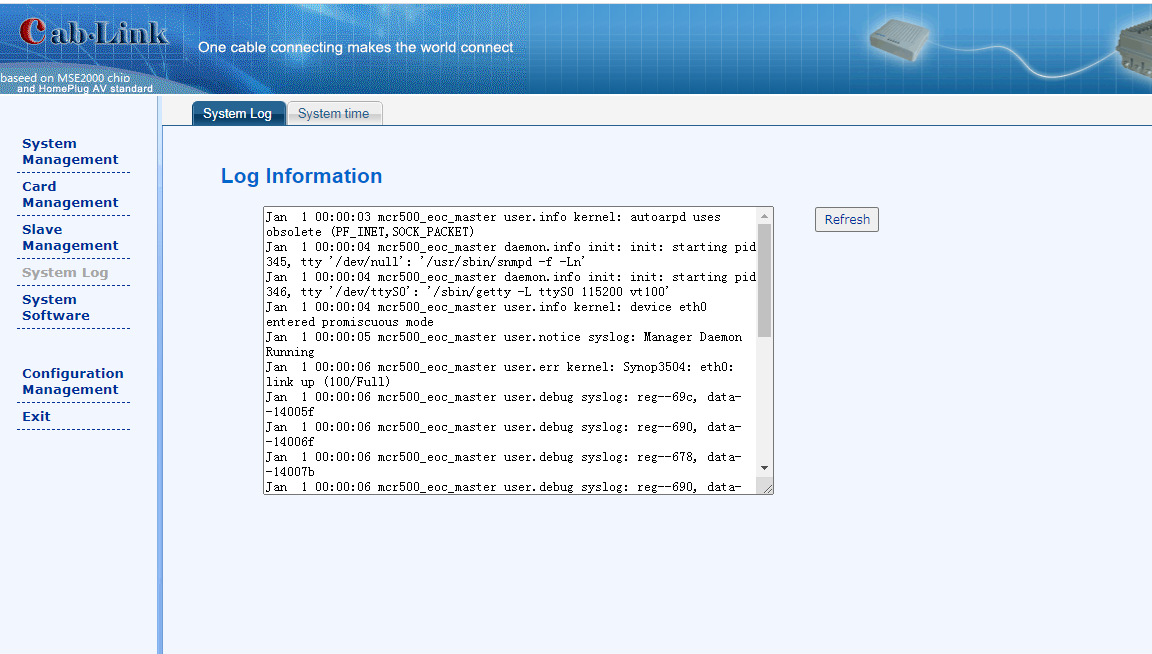 Cab-Link
One cable connecting makes the world connect
baseed on MSE2000 chip
and HomePlug AV standard
System Log
System time
System
Management
Card
Management
Slave
Management
System Log
System
Software
Configuration
Management
Exit
Log Information
Jan  1 00:00:03 mcr500_eoc_master user.info kernel: autoarpd uses
obsolete (PF_INET,SOCK_PACKET)
Jan  1 00:00:04 mcr500_eoc_master daemon.info init: init: starting pid
345, tty '/dev/null': '/usr/sbin/snmpd -f -Ln'
Jan  1 00:00:04 mcr500_eoc_master daemon.info init: init: starting pid
346, tty '/dev/ttyS0': '/sbin/getty -L ttyS0 115200 vt100'
Jan  1 00:00:04 mcr500_eoc_master user.info kernel: device eth0
entered promiscuous mode
Jan  1 00:00:05 mcr500_eoc_master user.notice syslog: Manager Daemon
Running
Jan  1 00:00:06 mcr500_eoc_master user.err kernel: Synop3504: eth0:
link up (100/Full)
Jan  1 00:00:06 mcr500_eoc_master user.debug syslog: reg--69c, data-
-14005f
Jan  1 00:00:06 mcr500_eoc_master user.debug syslog: reg--690, data-
-14006f
Jan  1 00:00:06 mcr500_eoc_master user.debug syslog: reg--678, data-
-14007b
Jan  1 00:00:06 mcr500_eoc_master user.debug syslog: reg--690, data-
Refresh